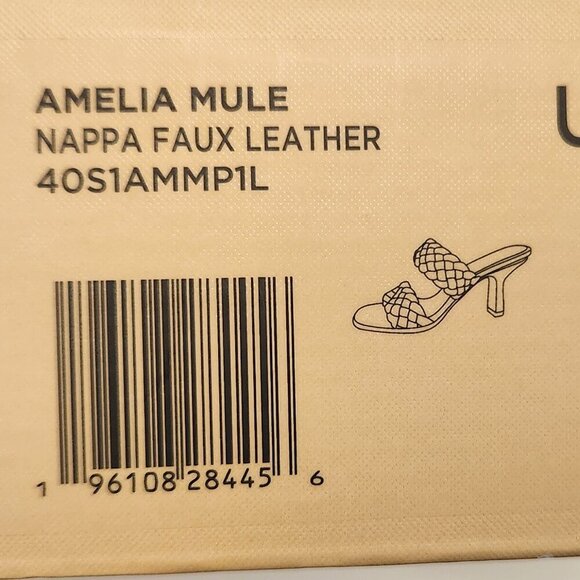 AMELIA MULE
NAPPA FAUX LEATHER
40S1AMMP1L
1 96108 28445 6